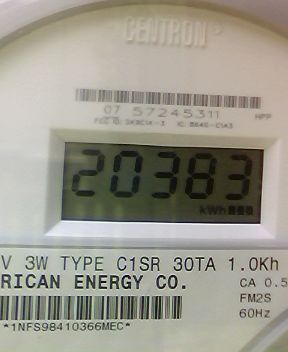 CENTRON
07 57245311
HPP
20383
kWh
V 3W TYPE C1SR 30TA 1.0Kh
RICAN ENERGY CO.
CA 0.5
FM2S
60Hz
*1NFS98410366MEC*